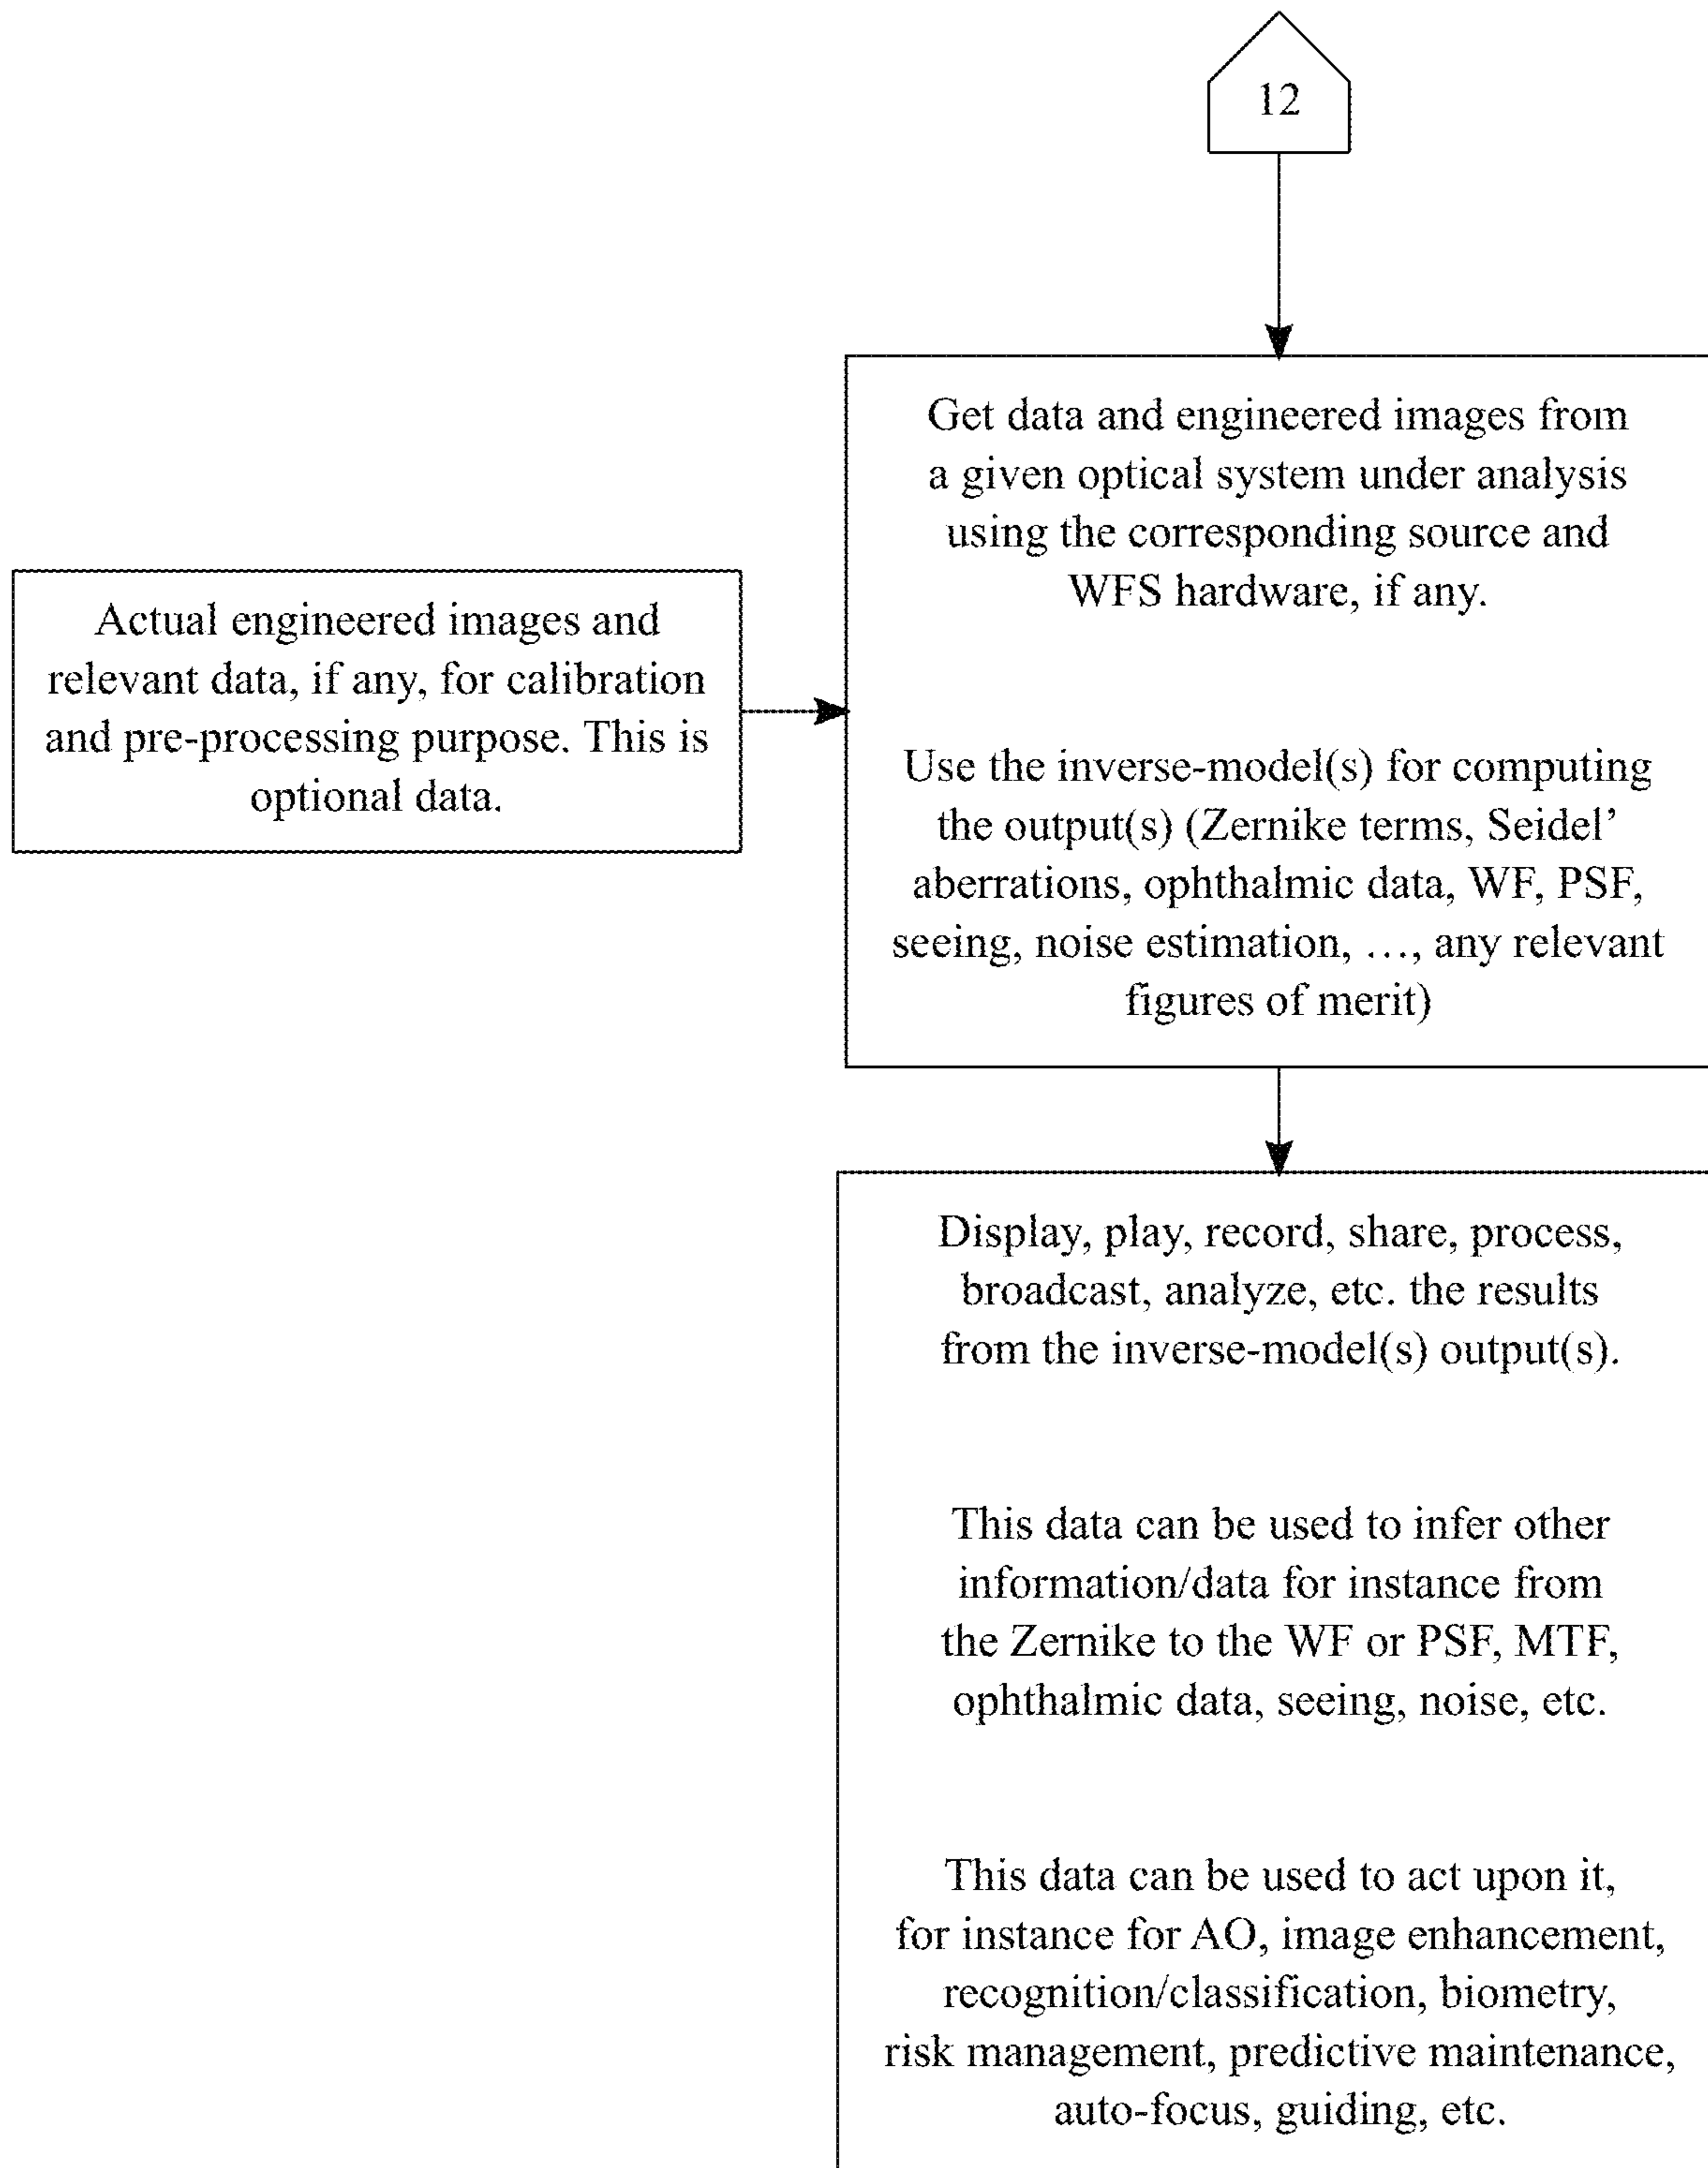 12
Get data and engineered images from
a given optical system under analysis
using the corresponding source and
WFS hardware, if any.
Actual engineered images and
relevant data, if any, for calibration
and pre-processing purpose. This is
optional data.
Use the inverse-model(s) for computing
the output(s) (Zernike terms, Seidel’
aberrations, ophthalmic data, WF, PSF,
seeing, noise estimation, …, any relevant
figures of merit)
Display, play, record, share, process,
broadcast, analyze, etc. the results
from the inverse-model(s) output(s).
This data can be used to infer other
information/data for instance from
the Zernike to the WF or PSF, MTF,
ophthalmic data, seeing, noise, etc.
This data can be used to act upon it,
for instance for AO, image enhancement,
recognition/classification, biometry,
risk management, predictive maintenance,
auto-focus, guiding, etc.